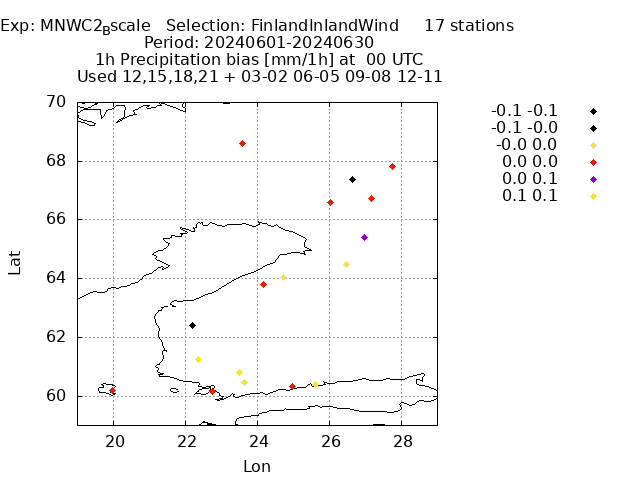 Exp: MNWC2Bscale   Selection: FinlandInlandWind     17 stations
Period: 20240601-20240630
1h Precipitation bias [mm/1h] at  00 UTC
Used 12,15,18,21 + 03-02 06-05 09-08 12-11
-0.1 -0.1
-0.1 -0.0
-0.0 0.0
0.0 0.0
0.0 0.1
0.1 0.1
70
68
66
64
62
60
Lat
20 22 24 26 28
Lon